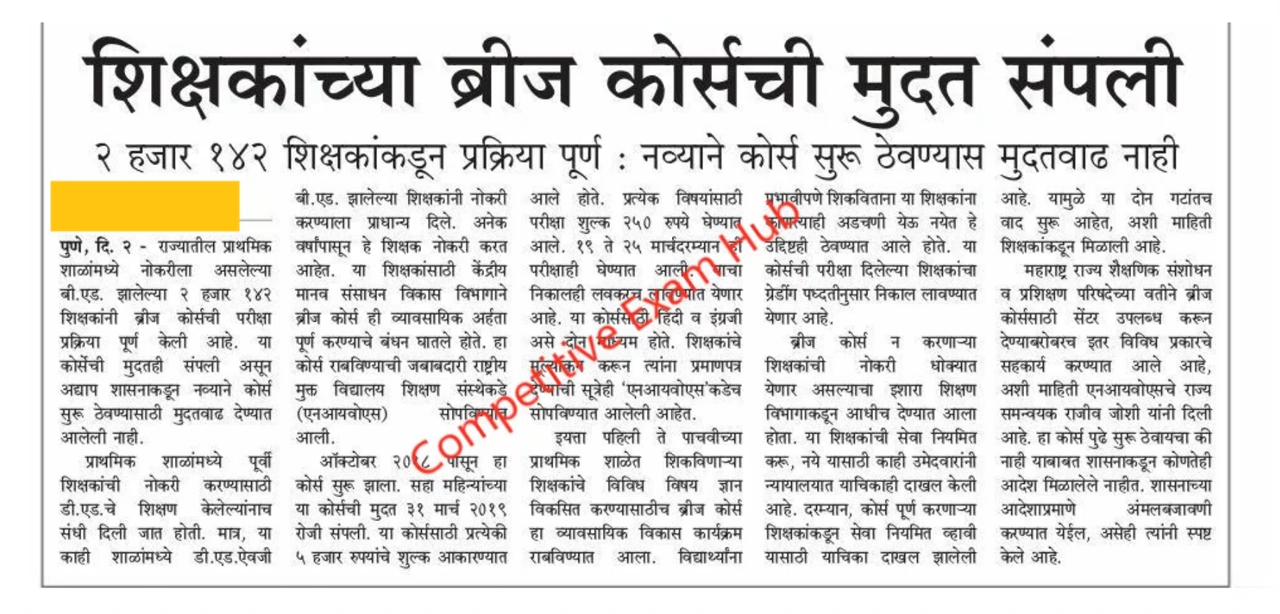 शिक्षकांच्या ब्रीज कोर्सची मुदत संपली
२ हजार १४२ शिक्षकांकडून प्रक्रिया पूर्ण : नव्याने कोर्स सुरू ठेवण्यास मुदतवाढ नाही
पुणे, दि. २ - राज्यातील प्राथमिक
शाळांमध्ये नोकरीला असलेल्या
बी.एड. झालेल्या २ हजार १४२
शिक्षकांनी ब्रीज कोर्सची परीक्षा
प्रक्रिया पूर्ण केली आहे. या
कोर्सेची मुदतही संपली असून
अद्याप शासनाकडून नव्याने कोर्स
सुरू ठेवण्यासाठी मुदतवाढ देण्यात
आलेली नाही.
प्राथमिक शाळांमध्ये पूर्वी
शिक्षकांची नोकरी करण्यासाठी
डी.एड.चे शिक्षण केलेल्यांनाच
संधी दिली जात होती. मात्र, या
काही शाळांमध्ये डी.एड.ऐवजी
बी.एड. झालेल्या शिक्षकांनी नोकरी
करण्याला प्राधान्य दिले. अनेक
वर्षांपासून हे शिक्षक नोकरी करत
आहेत. या शिक्षकांसाठी केंद्रीय
मानव संसाधन विकास विभागाने
ब्रीज कोर्स ही व्यावसायिक अर्हता
पूर्ण करण्याचे बंधन घातले होते. हा
कोर्स राबविण्याची जबाबदारी राष्ट्रीय
मुक्त विद्यालय शिक्षण संस्थेकडे
(एनआयवोएस) सोपविण्यात
आली.
ऑक्टोबर २०१८ पासून हा
कोर्स सुरू झाला. सहा महिन्यांच्या
या कोर्सची मुदत ३१ मार्च २०१९
रोजी संपली. या कोर्ससाठी प्रत्येकी
५ हजार रुपयांचे शुल्क आकारण्यात
आले होते. प्रत्येक विषयांसाठी
परीक्षा शुल्क २५० रुपये घेण्यात
आले. १९ ते २५ मार्चदरम्यान ही
परीक्षाही घेण्यात आली. याचा
निकालही लवकरच लावण्यात येणार
आहे. या कोर्ससाठी हिंदी व इंग्रजी
असे दोन माध्यम होते. शिक्षकांचे
मूल्यांकन करून त्यांना प्रमाणपत्र
देण्याची सूत्रेही 'एनआयवोएस'कडेच
सोपविण्यात आलेली आहेत.
इयत्ता पहिली ते पाचवीच्या
प्राथमिक शाळेत शिकविणाऱ्या
शिक्षकांचे विविध विषय ज्ञान
विकसित करण्यासाठीच ब्रीज कोर्स
हा व्यावसायिक विकास कार्यक्रम
राबविण्यात आला. विद्यार्थ्यांना
प्रभावीपणे शिकविताना या शिक्षकांना
कोणत्याही अडचणी येऊ नयेत हे
उद्दिष्टही ठेवण्यात आले होते. या
कोर्सची परीक्षा दिलेल्या शिक्षकांचा
ग्रेडींग पध्दतीनुसार निकाल लावण्यात
येणार आहे.
ब्रीज कोर्स न करणाऱ्या
शिक्षकांची नोकरी धोक्यात
येणार असल्याचा इशारा शिक्षण
विभागाकडून आधीच देण्यात आला
होता. या शिक्षकांची सेवा नियमित
करू, नये यासाठी काही उमेदवारांनी
न्यायालयात याचिकाही दाखल केली
आहे. दरम्यान, कोर्स पूर्ण करणाऱ्या
शिक्षकांकडून सेवा नियमित व्हावी
यासाठी याचिका दाखल झालेली
आहे. यामुळे या दोन गटांतच
वाद सुरू आहेत, अशी माहिती
शिक्षकांकडून मिळाली आहे.
महाराष्ट्र राज्य शैक्षणिक संशोधन
व प्रशिक्षण परिषदेच्या वतीने ब्रीज
कोर्ससाठी सेंटर उपलब्ध करून
देण्याबरोबरच इतर विविध प्रकारचे
सहकार्य करण्यात आले आहे,
अशी माहिती एनआयवोएसचे राज्य
समन्वयक राजीव जोशी यांनी दिली
आहे. हा कोर्स पुढे सुरू ठेवायचा की
नाही याबाबत शासनाकडून कोणतेही
आदेश मिळालेले नाहीत. शासनाच्या
आदेशाप्रमाणे अंमलबजावणी
करण्यात येईल, असेही त्यांनी स्पष्ट
केले आहे.
Competitive Exam Hub